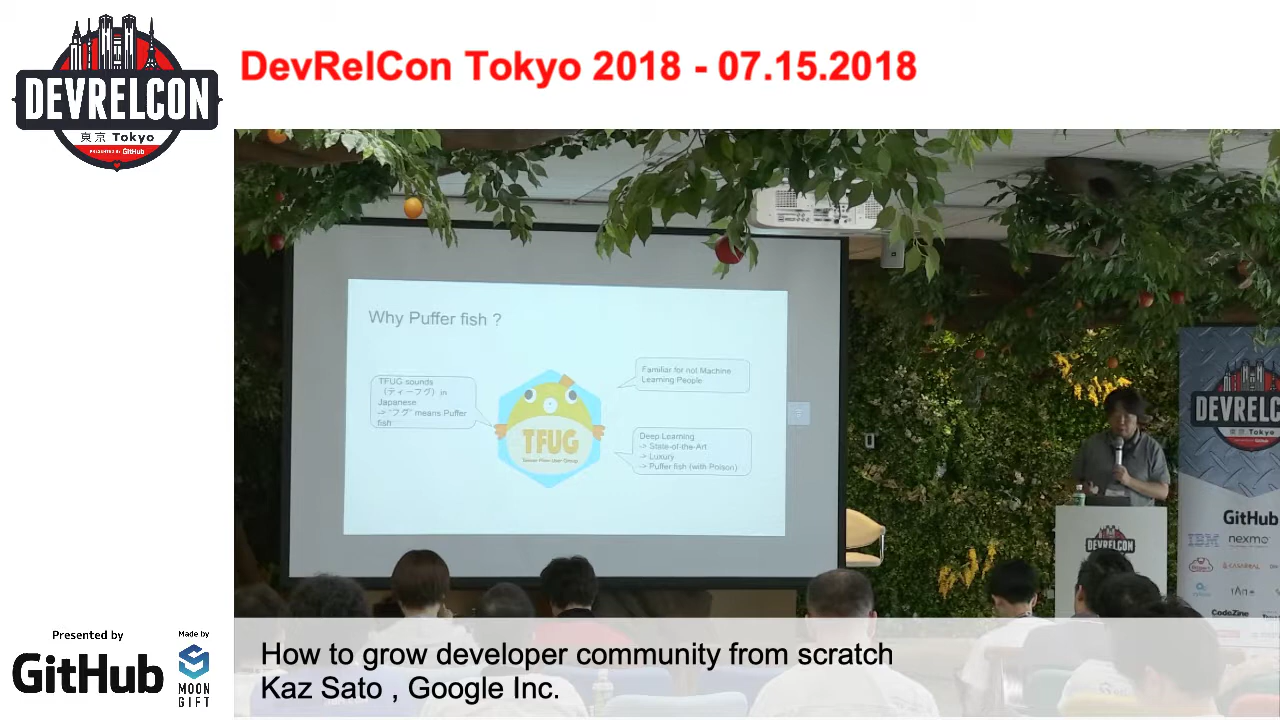 DEVRELCON
東京 Tokyo
PRESENTED BY GitHub
DevRelCon Tokyo 2018 - 07.15.2018
Why Puffer fish ?
TFUG sounds
（ティーフグ）in
Japanese
-> "フグ" means Puffer
fish
TFUG
Familiar for not Machine
Learning People
Deep Learning
-> State-of-the-Art
-> Luxury
-> Puffer fish (with Poison)
DEVRELCON
DEVRELCON
GitHub
IBM nexmo
CodeZine
Presented by
GitHub
Made by
MOON
GIFT
How to grow developer community from scratch
Kaz Sato , Google Inc.